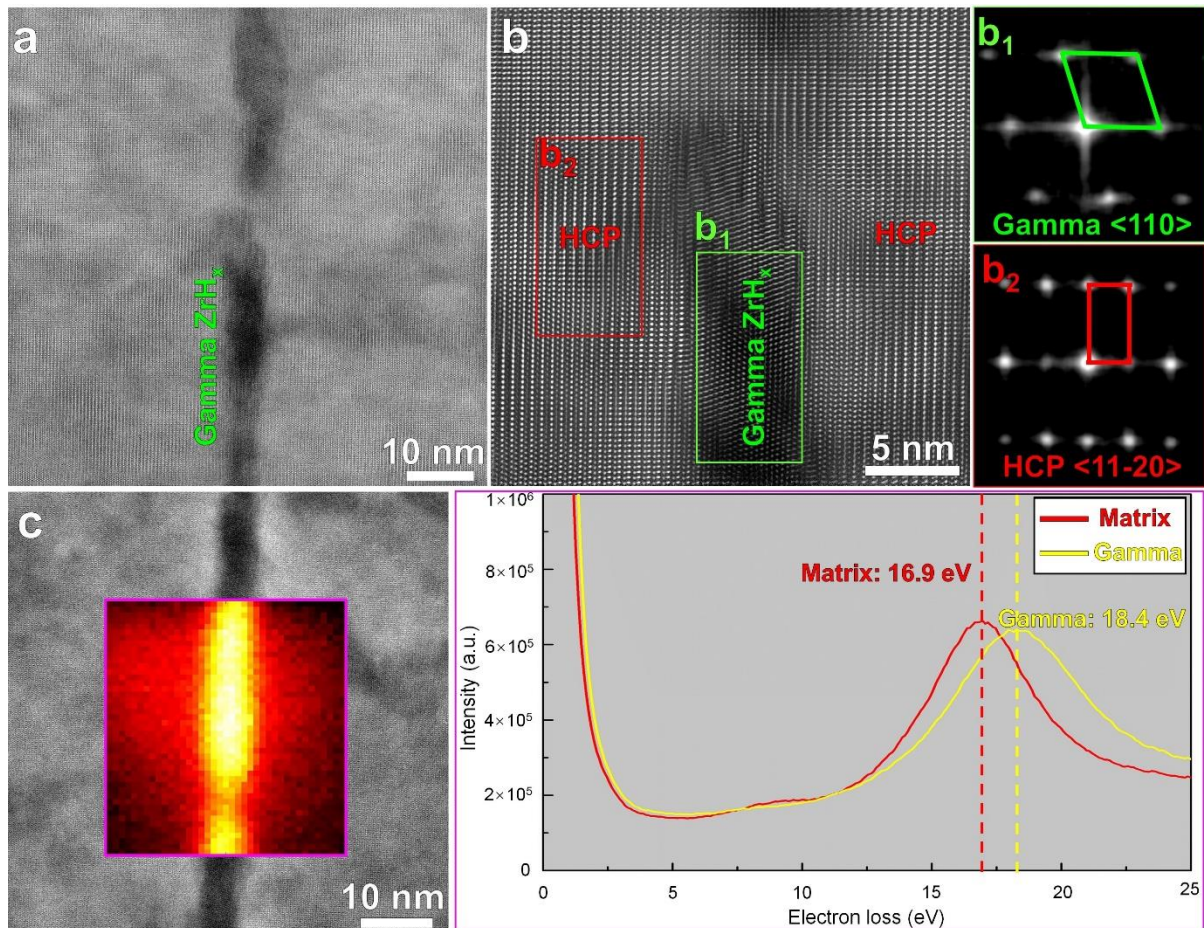 a
Gamma ZrHₓ
10 nm
b
b₂
HCP
b₁
HCP
Gamma ZrHₓ
5 nm
b₁
Gamma <110>
b₂
HCP <11-20>
c
10 nm
1×10⁶
8×10⁵
6×10⁵
4×10⁵
2×10⁵
0
Intensity (a.u.)
Matrix
Gamma
Matrix: 16.9 eV
Gamma: 18.4 eV
0 5 10 15 20 25
Electron loss (eV)